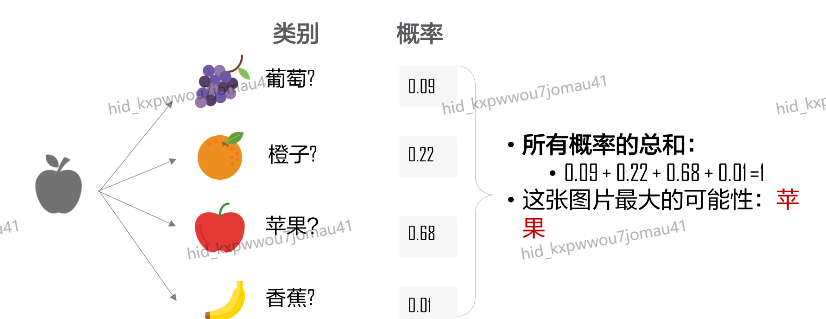 类别 概率
葡萄? 0.09
橙子? 0.22
苹果? 0.68
香蕉? 0.01
• 所有概率的总和：
• 0.09 + 0.22 + 0.68 + 0.01 =1
• 这张图片最大的可能性：苹
果
hid_kxpwwou7jomau41
hid_kxpwwou7jomau41
hid_k
au41
hid_kxpwwou7jomau41
hid_kxpwwou7jomau41